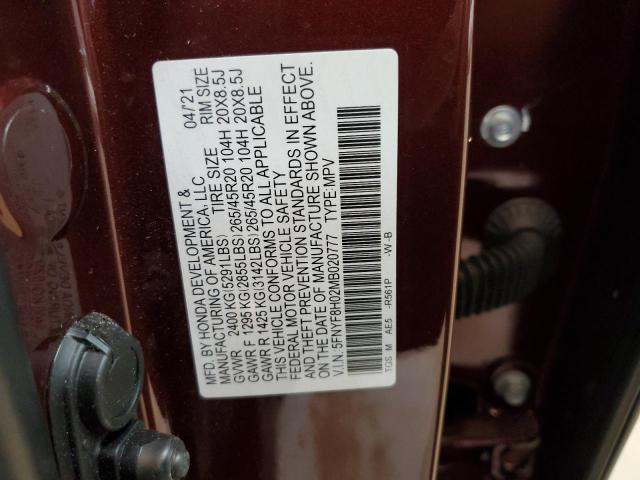 MFD. BY HONDA DEVELOPMENT & 04/21
MANUFACTURING OF AMERICA, LLC TIRE SIZE RIM SIZE
GVWR 2400 KG(5291LBS) 265/45R20 104H 20X8.5J
GAWR F 1295 KG(2855LBS) 265/45R20 104H 20X8.5J
GAWR R 1425 KG(3142LBS)
THIS VEHICLE CONFORMS TO ALL APPLICABLE
FEDERAL MOTOR VEHICLE SAFETY
AND THEFT PREVENTION STANDARDS IN EFFECT
ON THE DATE OF MANUFACTURE SHOWN ABOVE.
V.I.N. 5FNYF8H02MB020777 TYPE:MPV
TGS M AE5 -R561P -W -B